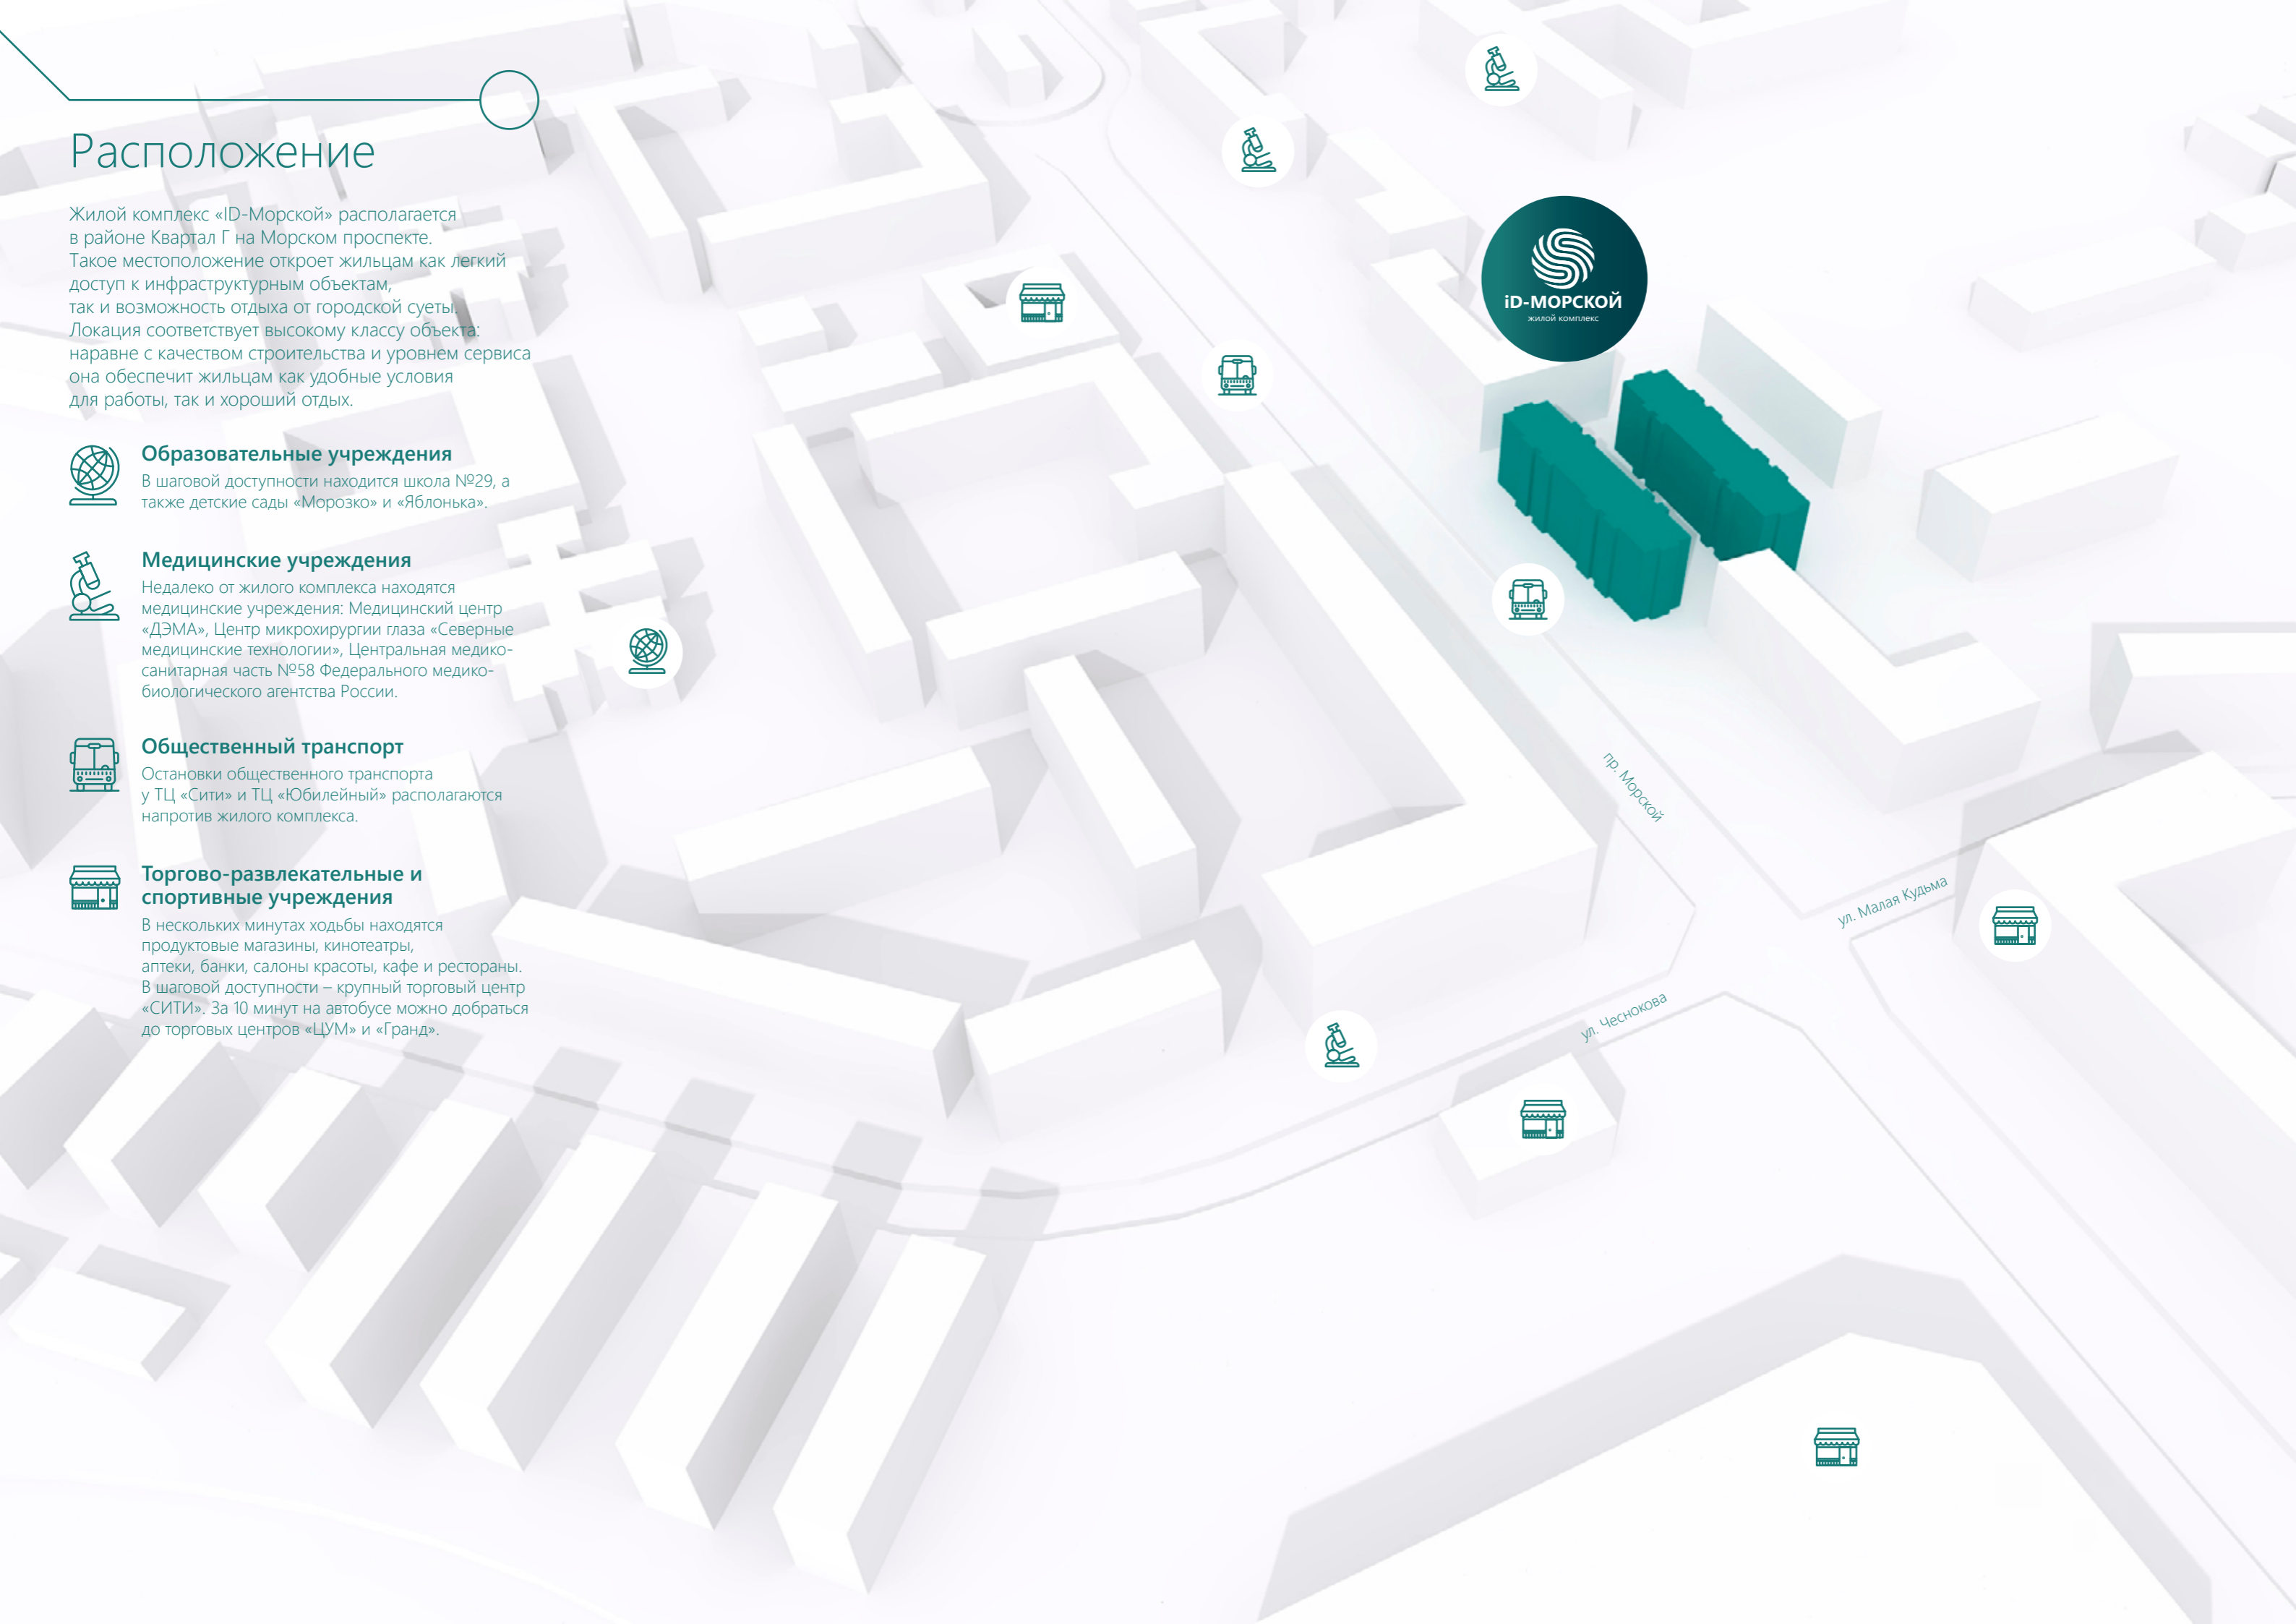 Расположение
Жилой комплекс «ID-Морской» располагается
в районе Квартал Г на Морском проспекте.
Такое местоположение откроет жильцам как легкий
доступ к инфраструктурным объектам,
так и возможность отдыха от городской суеты.
Локация соответствует высокому классу объекта:
наравне с качеством строительства и уровнем сервиса
она обеспечит жильцам как удобные условия
для работы, так и хороший отдых.
Образовательные учреждения
В шаговой доступности находится школа №29, а
также детские сады «Морозко» и «Яблонька».
Медицинские учреждения
Недалеко от жилого комплекса находятся
медицинские учреждения: Медицинский центр
«ДЭМА», Центр микрохирургии глаза «Северные
медицинские технологии», Центральная медико-
санитарная часть №58 Федерального медико-
биологического агентства России.
Общественный транспорт
Остановки общественного транспорта
у ТЦ «Сити» и ТЦ «Юбилейный» располагаются
напротив жилого комплекса.
Торгово-развлекательные и
спортивные учреждения
В нескольких минутах ходьбы находятся
продуктовые магазины, кинотеатры,
аптеки, банки, салоны красоты, кафе и рестораны.
В шаговой доступности – крупный торговый центр
«СИТИ». За 10 минут на автобусе можно добраться
до торговых центров «ЦУМ» и «Гранд».
iD-МОРСКОЙ
жилой комплекс
пр. Морской
ул. Малая Кудьма
ул. Чеснокова